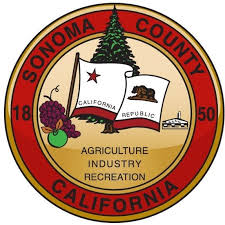 SONOMA COUNTY
18 50
CALIFORNIA
REPUBLIC
AGRICULTURE
INDUSTRY
RECREATION
CALIFORNIA